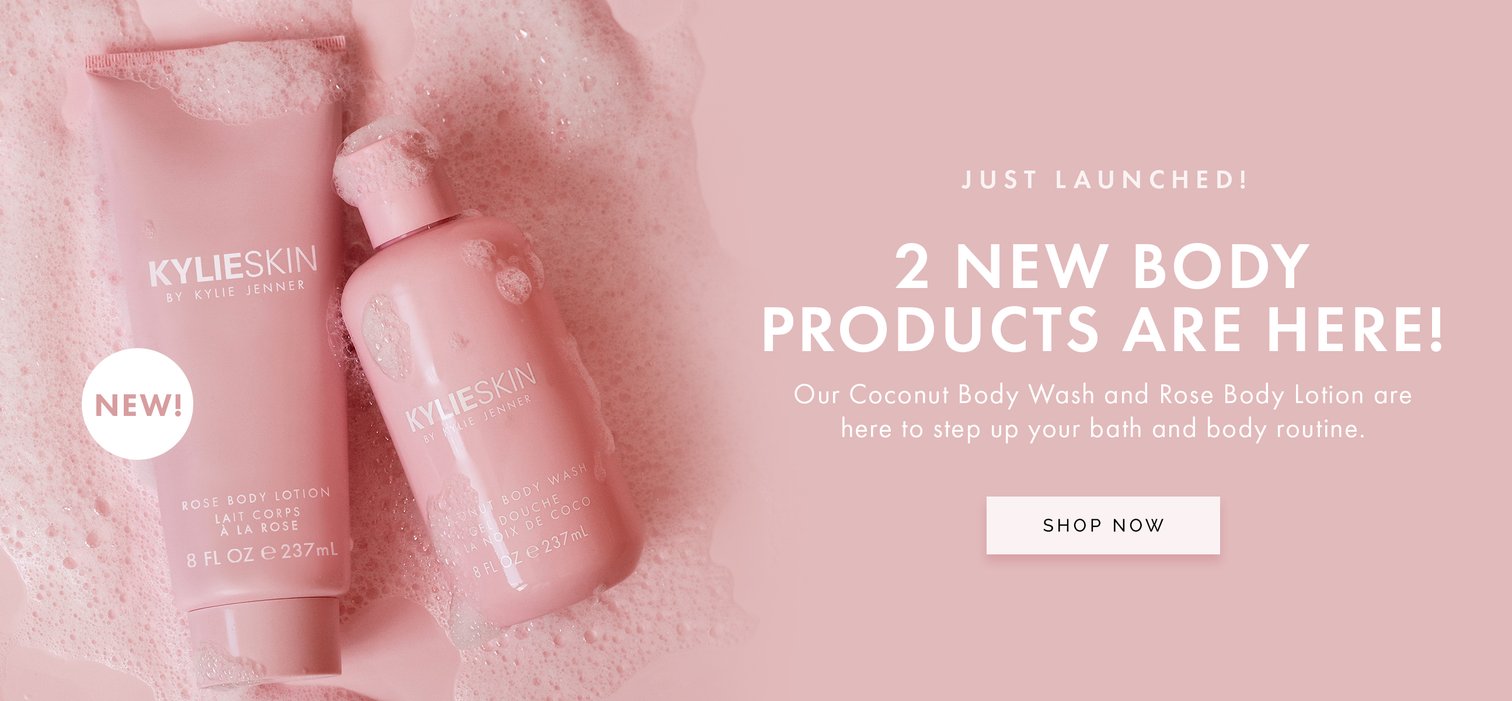 KYLIESKIN
BY KYLIE JENNER
NEW!
ROSE BODY LOTION
LAIT CORPS
À LA ROSE
8 FL OZ e 237mL
KYLIESKIN
BY KYLIE JENNER
BODY WASH
GEL DOUCHE
À LA NOIX DE COCO
8 FL OZ e 237mL
JUST LAUNCHED!
2 NEW BODY
PRODUCTS ARE HERE!
Our Coconut Body Wash and Rose Body Lotion are
here to step up your bath and body routine.
SHOP NOW